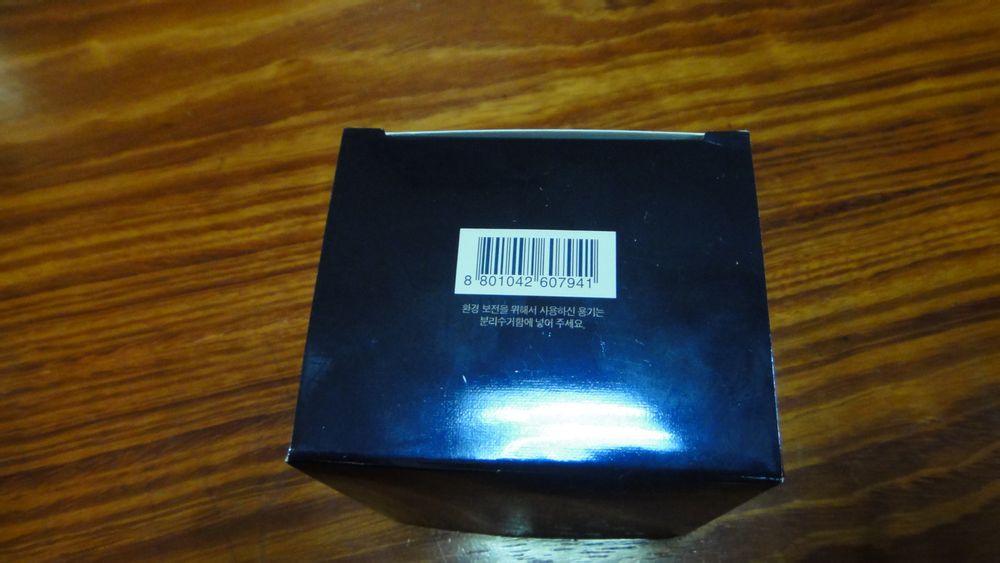 8 801042 607941
환경 보전을 위해서 사용하신 용기는
분리수거함에 넣어 주세요.